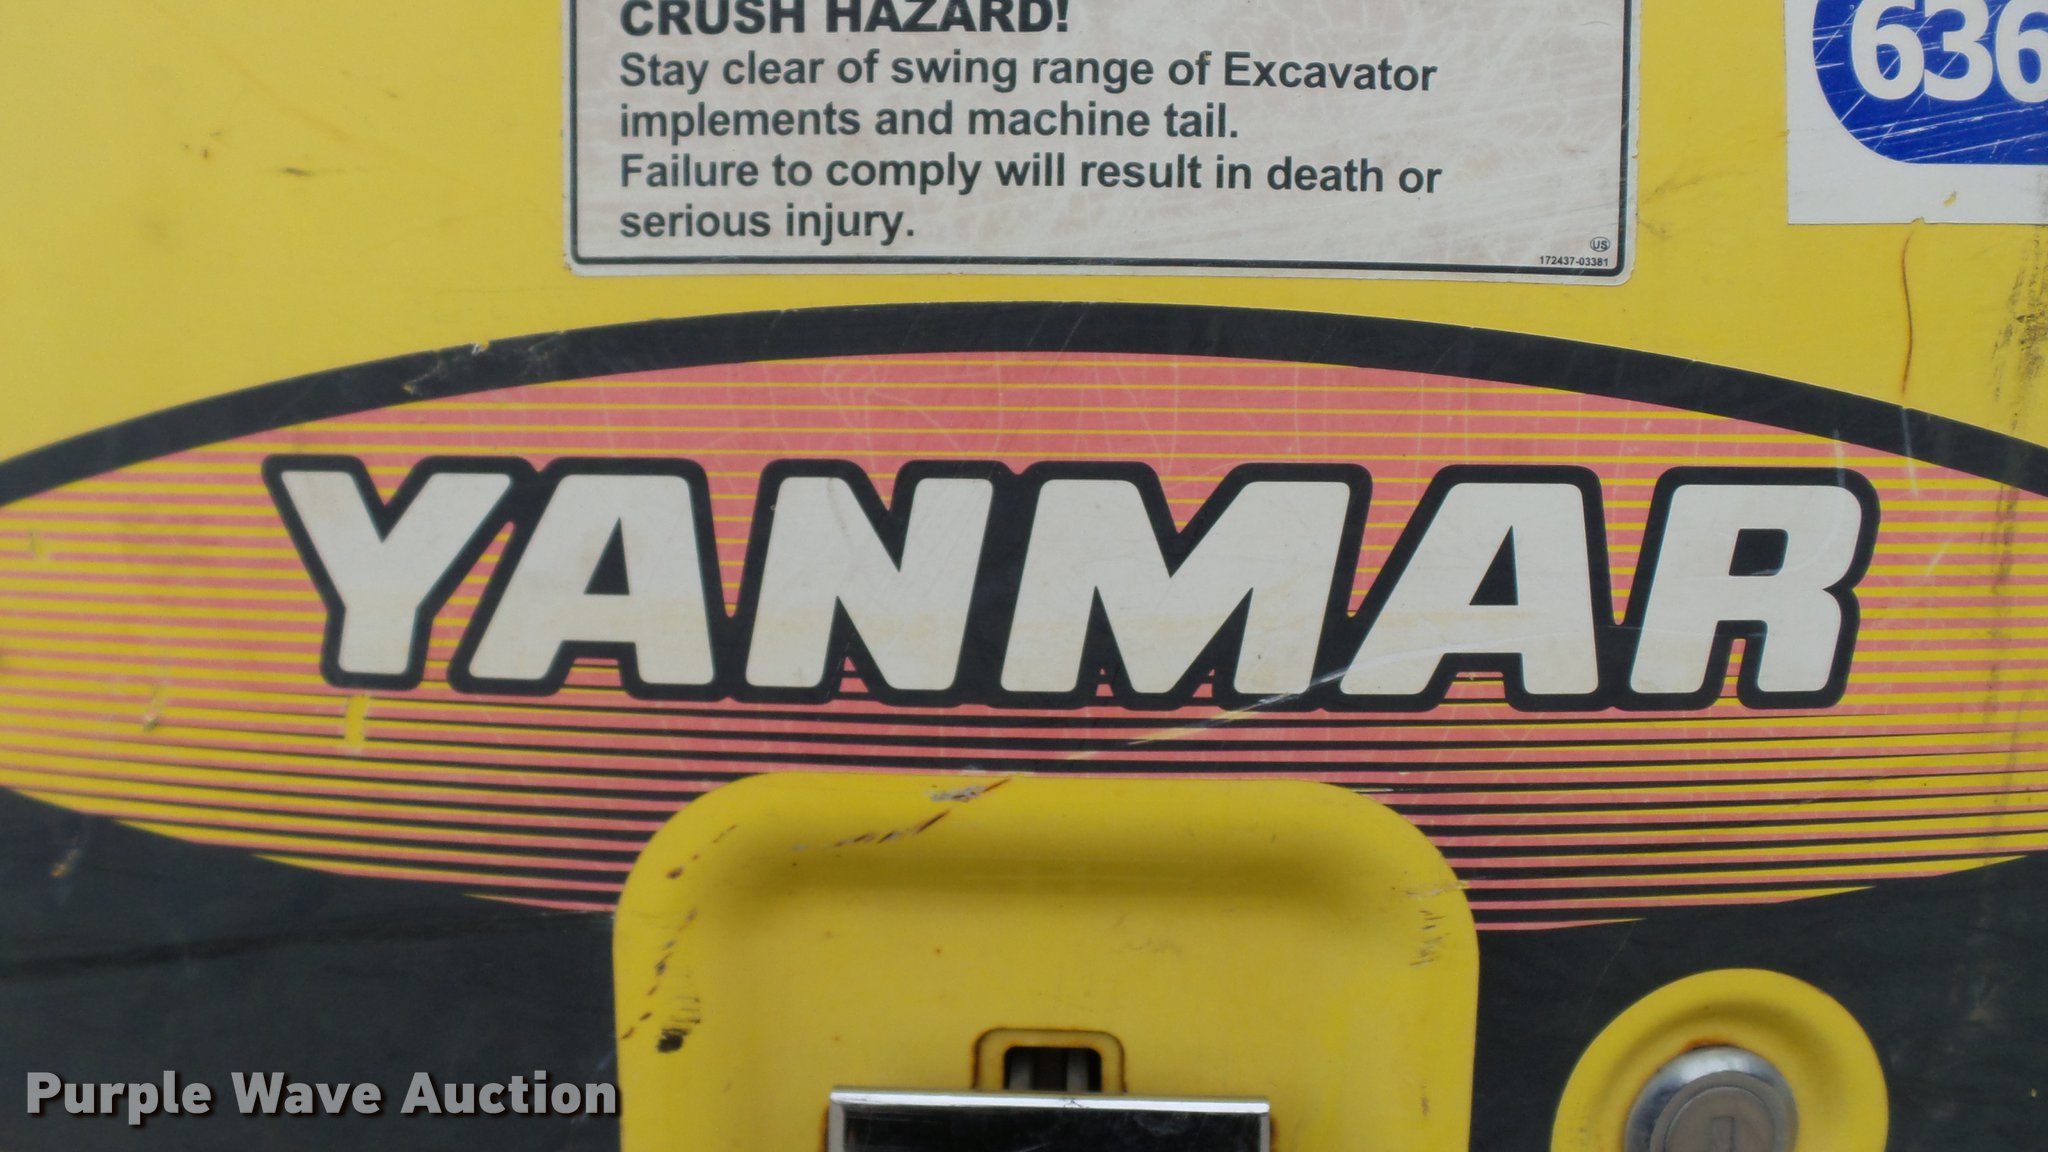 CRUSH HAZARD!
Stay clear of swing range of Excavator
implements and machine tail.
Failure to comply will result in death or
serious injury.
US
172437-03381
636
YANMAR
Purple Wave Auction